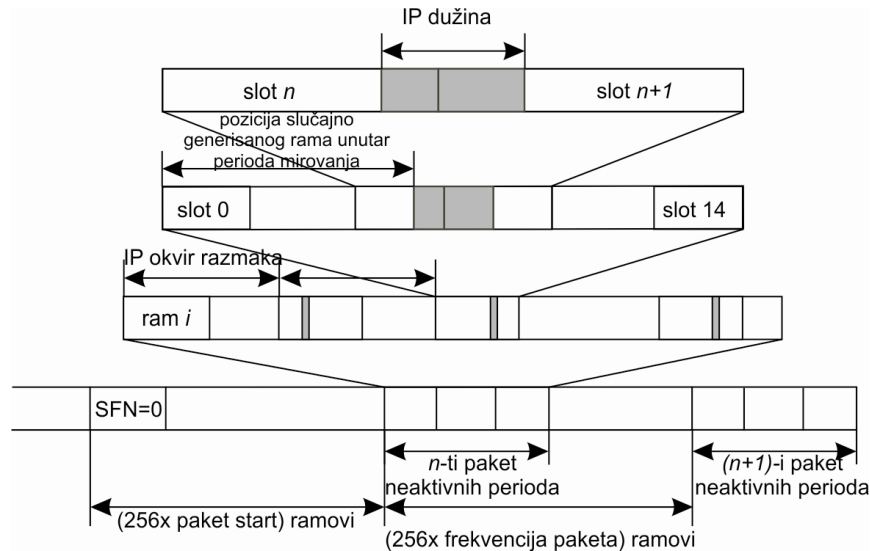 IP dužina
slot n
slot n+1
pozicija slučajno
generisanog rama unutar
perioda mirovanja
slot 0
slot 14
IP okvir razmaka
ram i
SFN=0
n-ti paket
neaktivnih perioda
(n+1)-i paket
neaktivnih perioda
(256x paket start) ramovi
(256x frekvencija paketa) ramovi